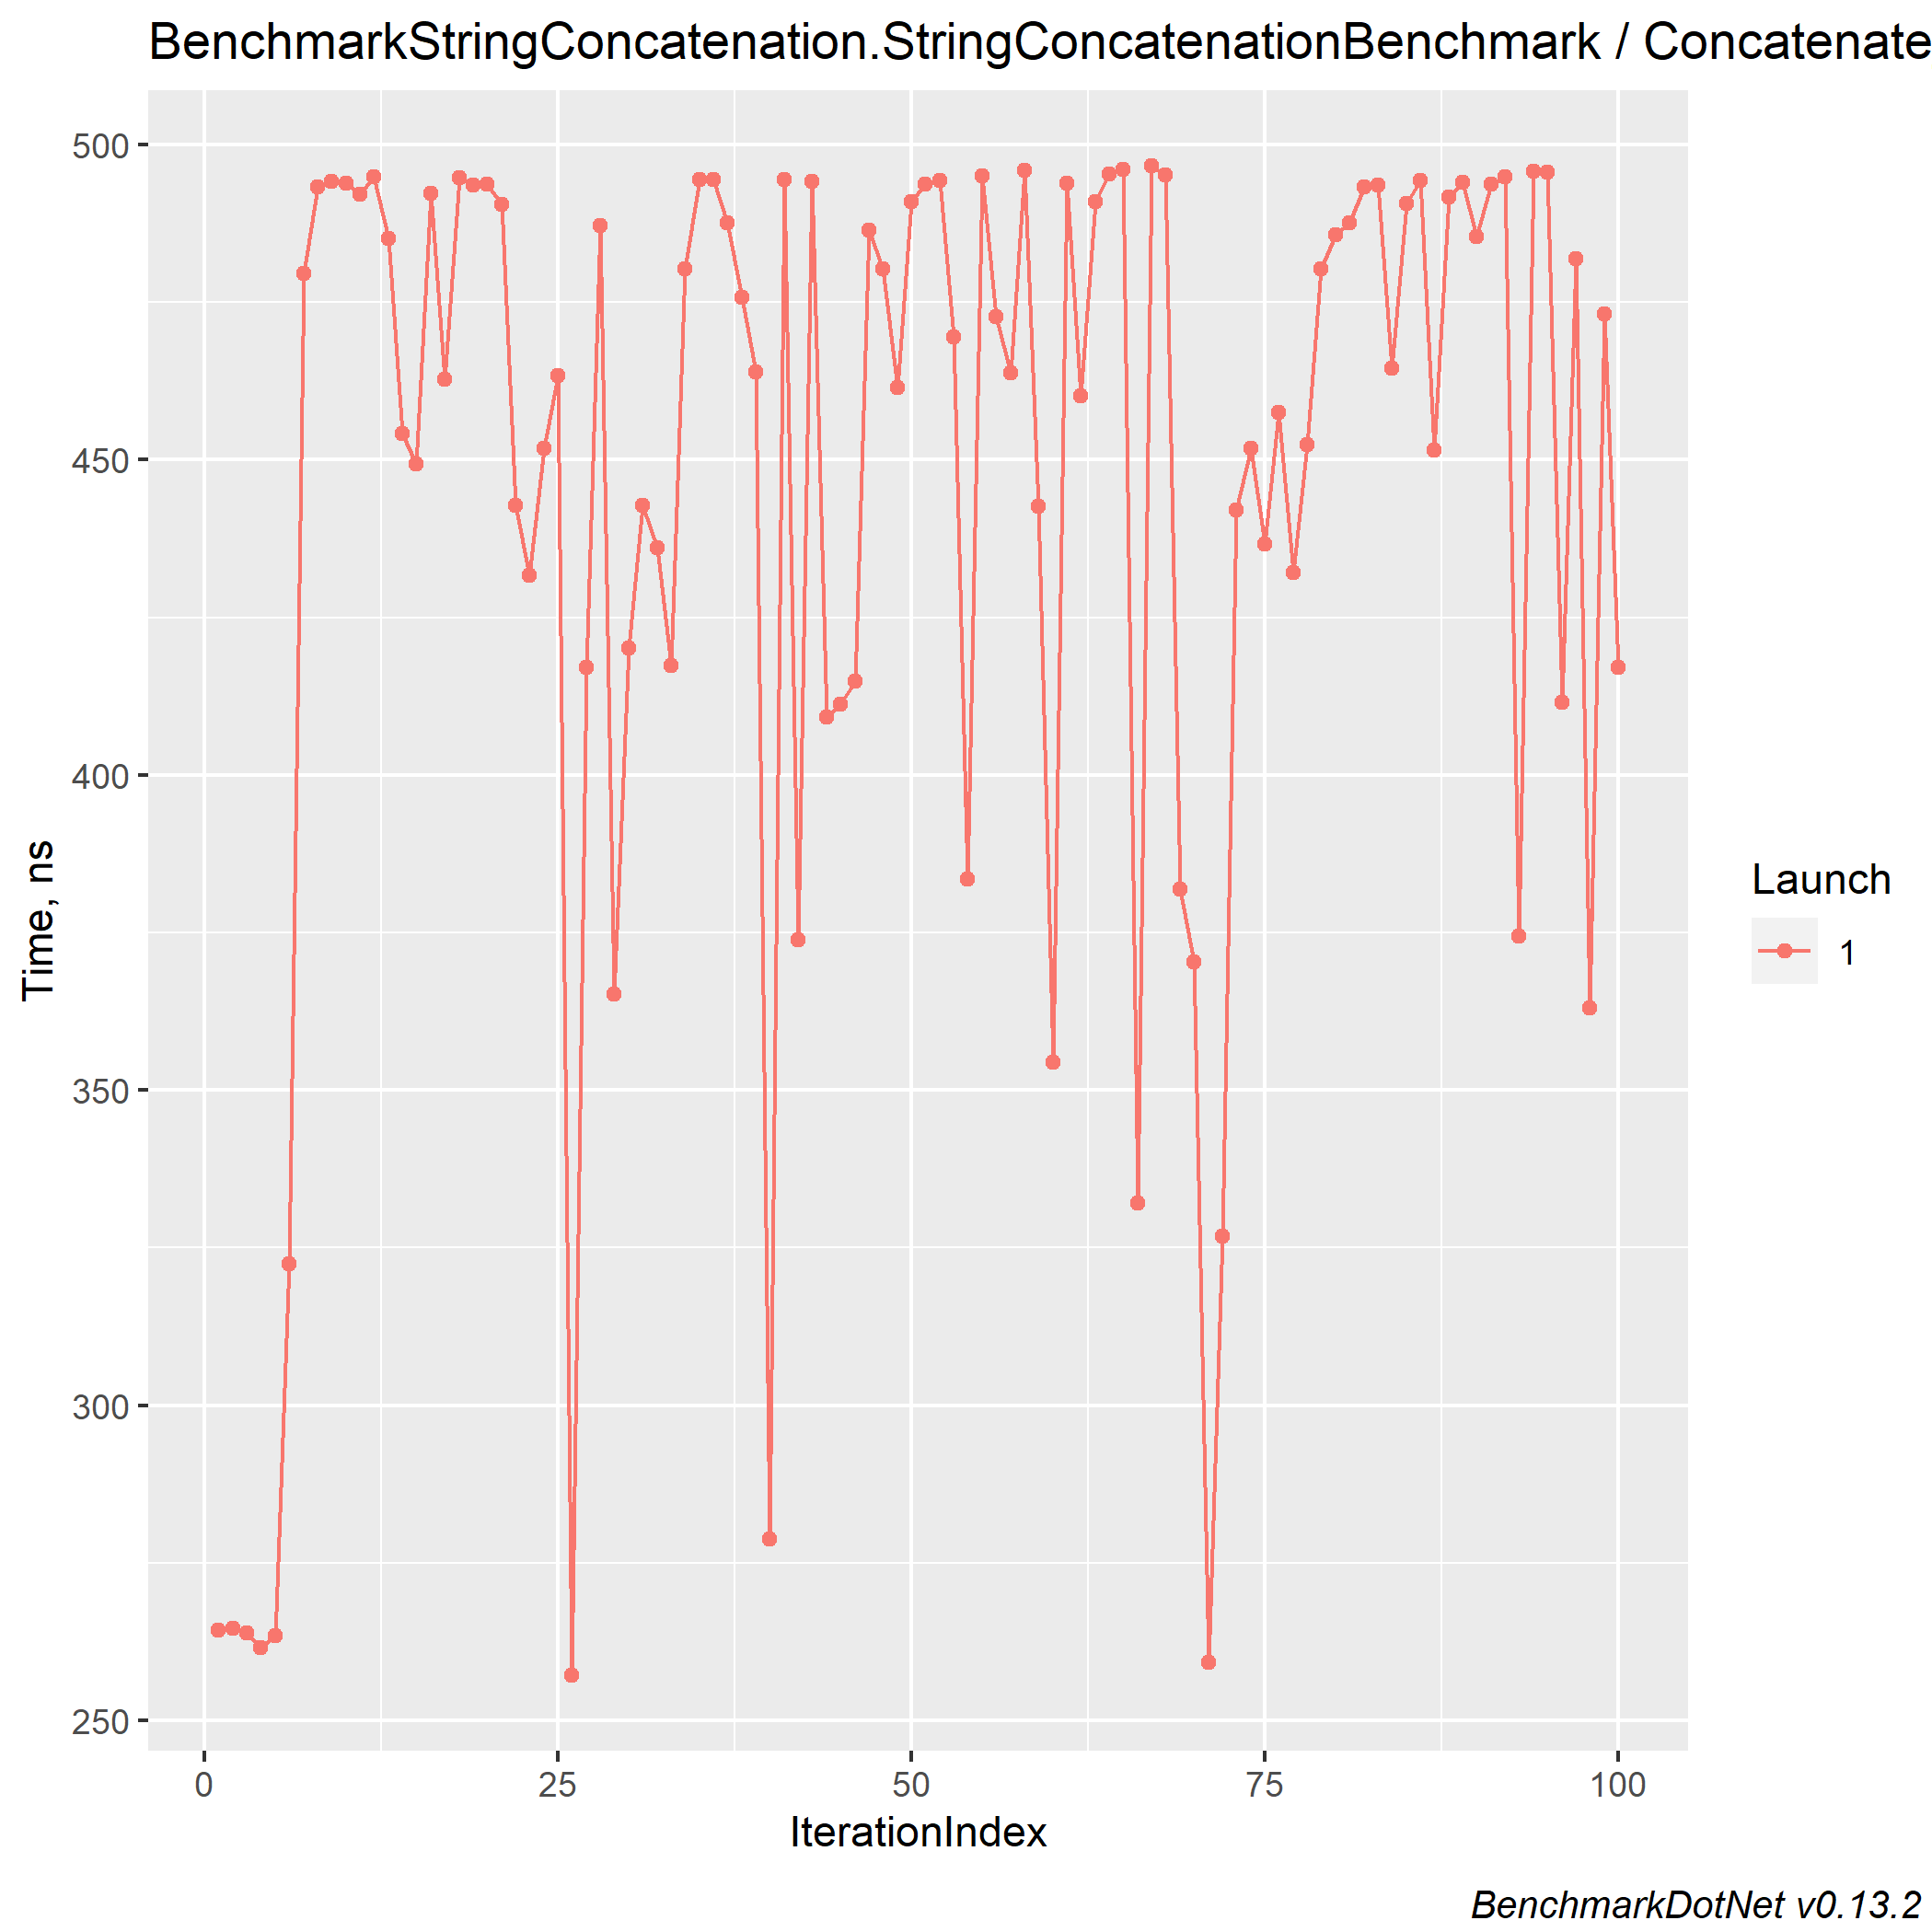 BenchmarkStringConcatenation.StringConcatenationBenchmark / Concatenate
500
450
400
350
300
250
Time, ns
0 25 50 75 100
IterationIndex
Launch
1
BenchmarkDotNet v0.13.2